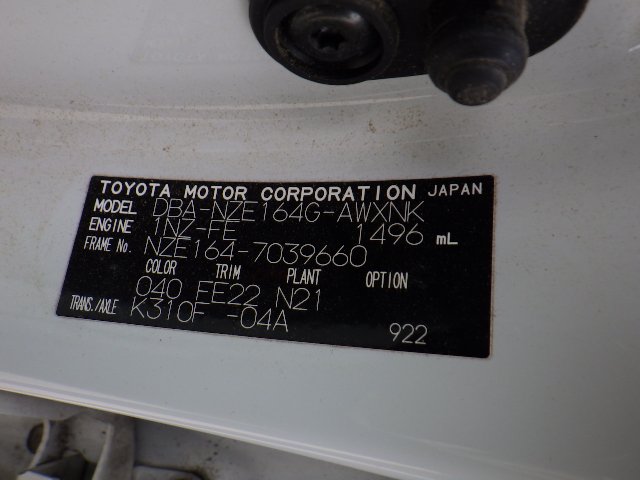 TOYOTA MOTOR CORPORATION JAPAN
MODEL DBA-NZE164G-AWXNK
ENGINE 1NZ-FE 1496 mL
FRAME No. NZE164-7039660
COLOR TRIM PLANT OPTION
040 FE22 N21
TRANS./AXLE K310F -04A
922